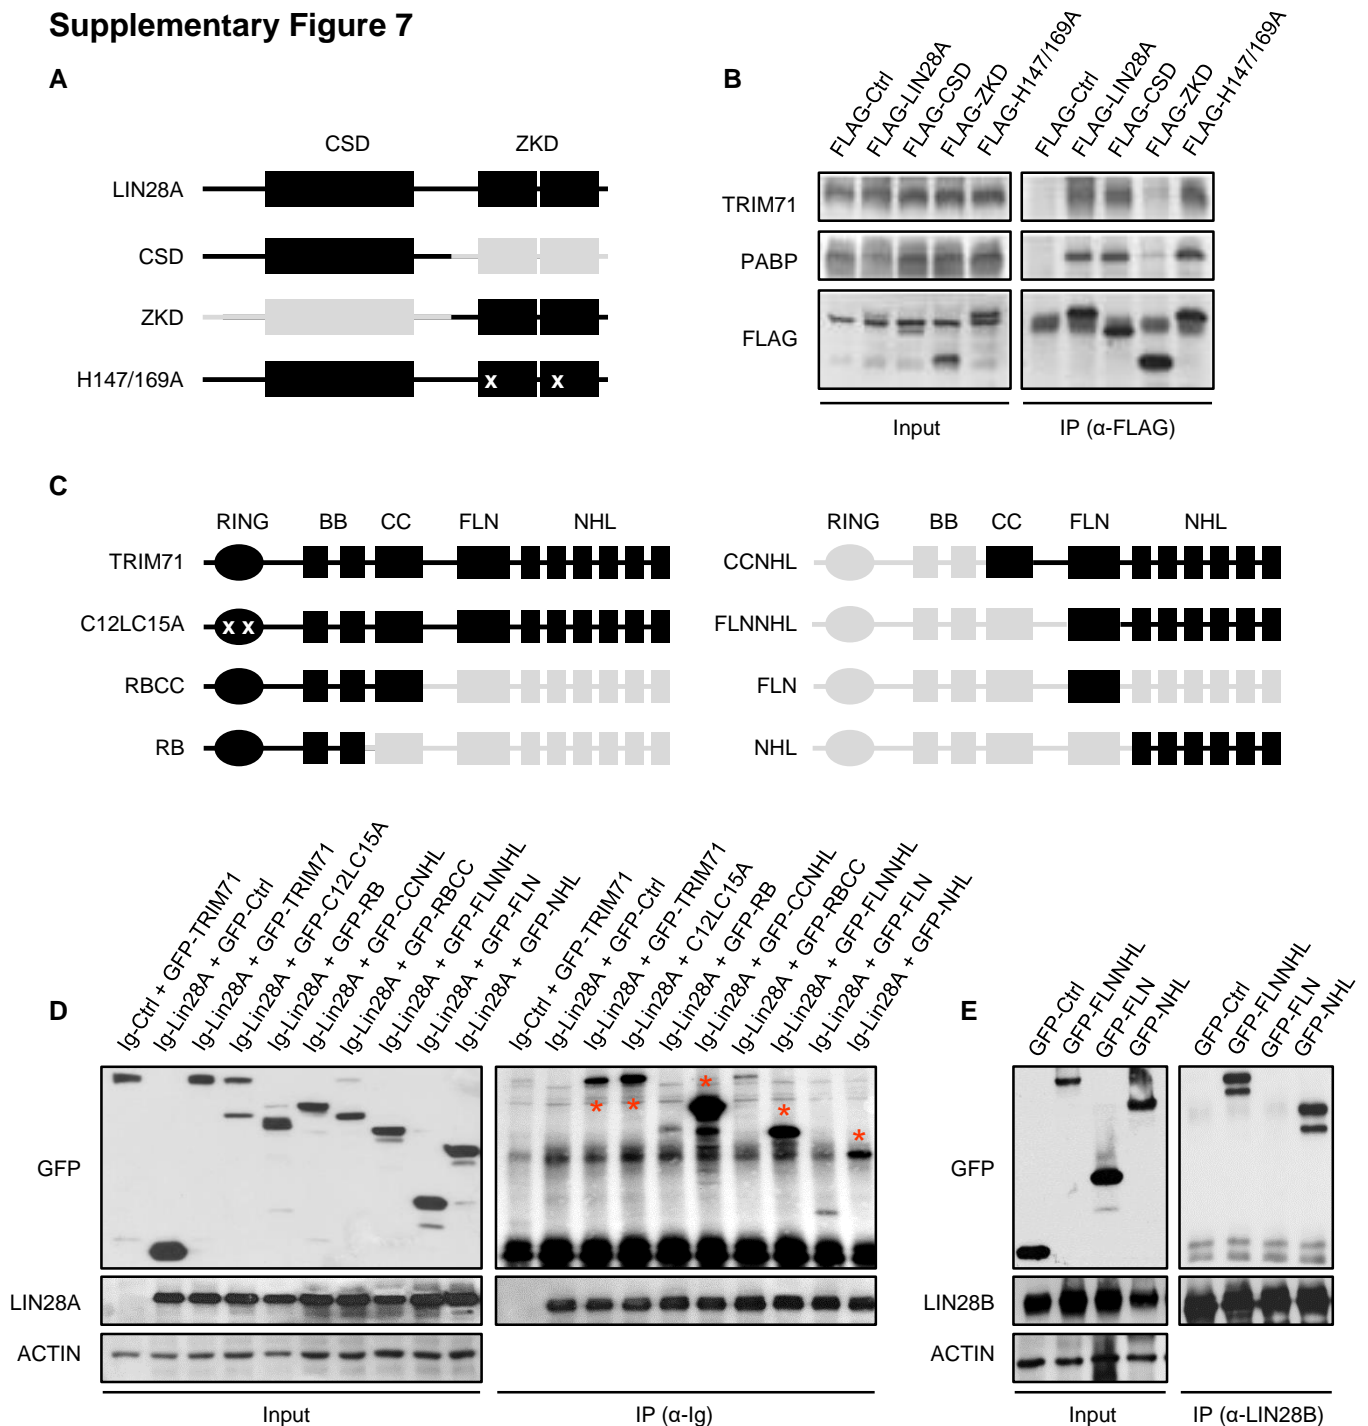 Supplementary Figure 7
A
CSD ZKD
LIN28A
CSD
ZKD
H147/169A
x x
B
FLAG-Ctrl
FLAG-LIN28A
FLAG-CSD
FLAG-ZKD
FLAG-H147/169A
FLAG-Ctrl
FLAG-LIN28A
FLAG-CSD
FLAG-ZKD
FLAG-H147/169A
TRIM71
PABP
FLAG
Input IP (α-FLAG)
C
RING BB CC FLN NHL
TRIM71
C12LC15A
x x
RBCC
RB
RING BB CC FLN NHL
CCNHL
FLNNHL
FLN
NHL
D
Ig-Ctrl + GFP-TRIM71
Ig-Lin28A + GFP-Ctrl
Ig-Lin28A + GFP-TRIM71
Ig-Lin28A + GFP-C12LC15A
Ig-Lin28A + GFP-RB
Ig-Lin28A + GFP-CCNHL
Ig-Lin28A + GFP-RBCC
Ig-Lin28A + GFP-FLNNHL
Ig-Lin28A + GFP-FLN
Ig-Lin28A + GFP-NHL
Ig-Ctrl + GFP-TRIM71
Ig-Lin28A + GFP-Ctrl
Ig-Lin28A + GFP-TRIM71
Ig-Lin28A + C12LC15A
Ig-Lin28A + GFP-RB
Ig-Lin28A + GFP-CCNHL
Ig-Lin28A + GFP-RBCC
Ig-Lin28A + GFP-FLNNHL
Ig-Lin28A + GFP-FLN
Ig-Lin28A + GFP-NHL
* * * * *
GFP
LIN28A
ACTIN
Input IP (α-Ig)
E
GFP-Ctrl
GFP-FLNNHL
GFP-FLN
GFP-NHL
GFP-Ctrl
GFP-FLNNHL
GFP-FLN
GFP-NHL
GFP
LIN28B
ACTIN
Input IP (α-LIN28B)